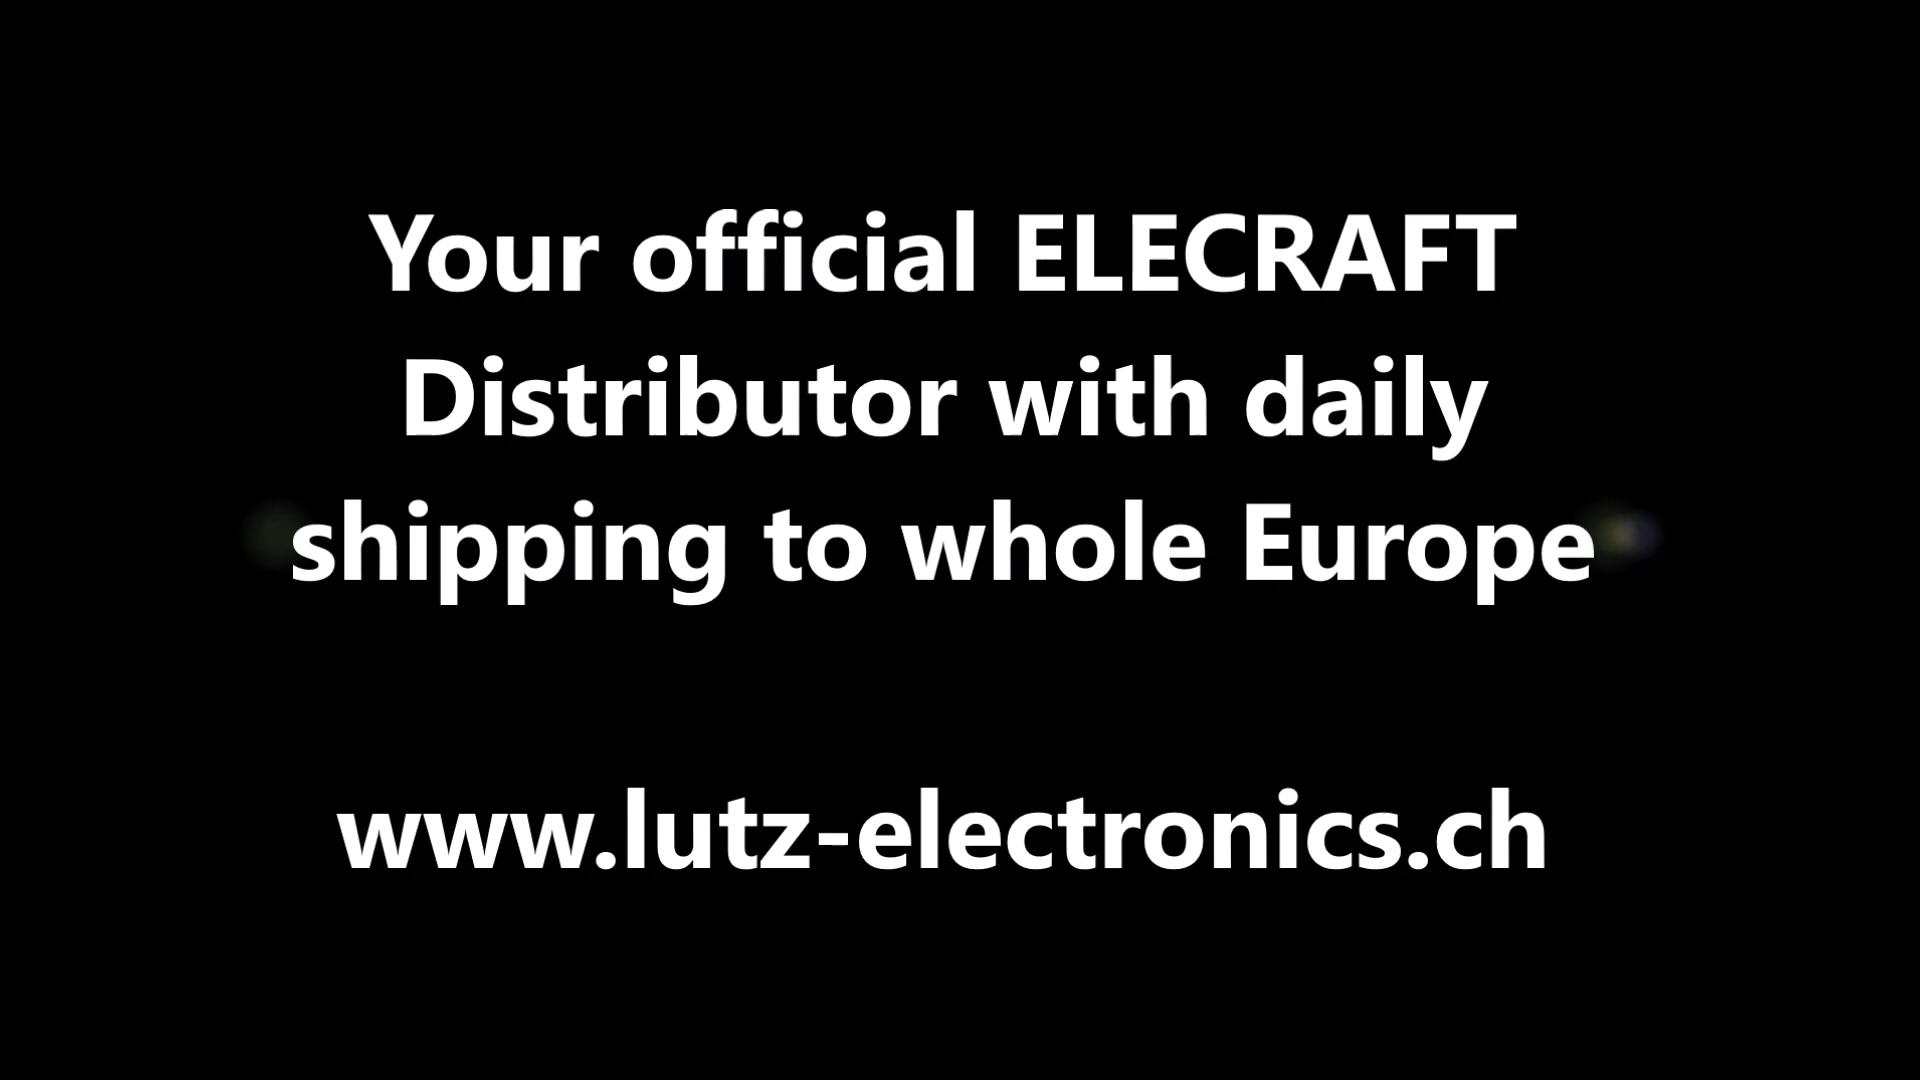 Your official ELECRAFT
Distributor with daily
shipping to whole Europe
www.lutz-electronics.ch